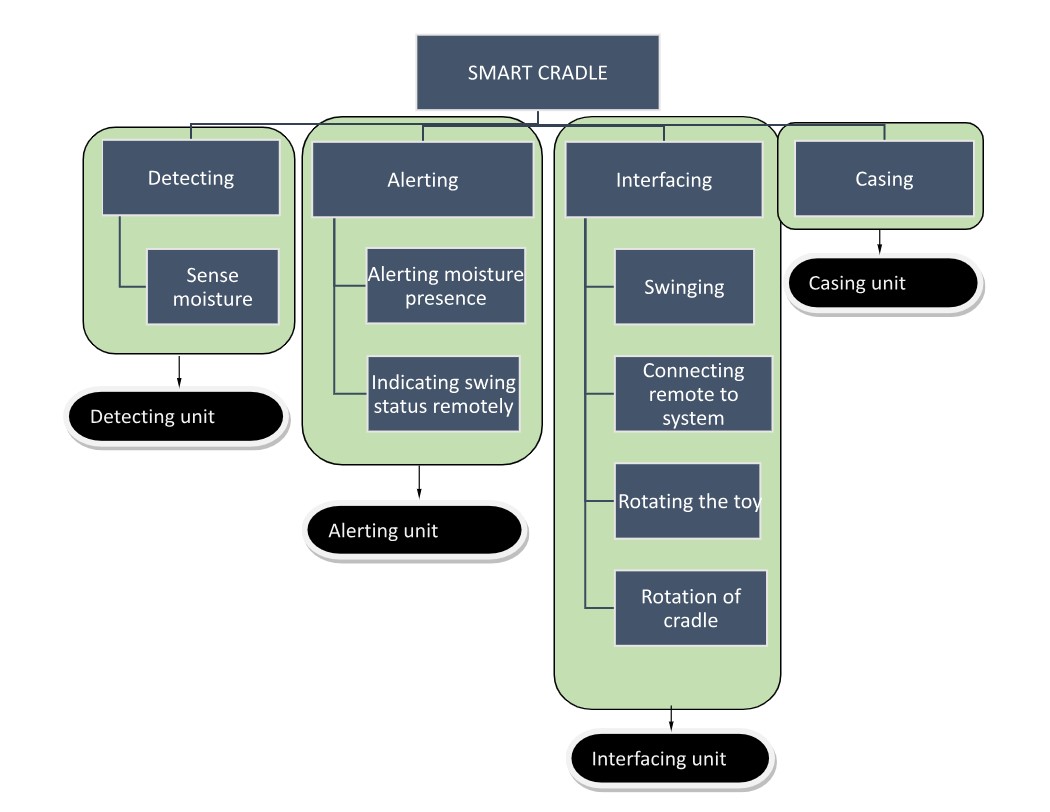 SMART CRADLE
Detecting
Sense
moisture
Detecting unit
Alerting
Alerting moisture
presence
Indicating swing
status remotely
Alerting unit
Interfacing
Swinging
Connecting
remote to
system
Rotating the toy
Rotation of
cradle
Interfacing unit
Casing
Casing unit